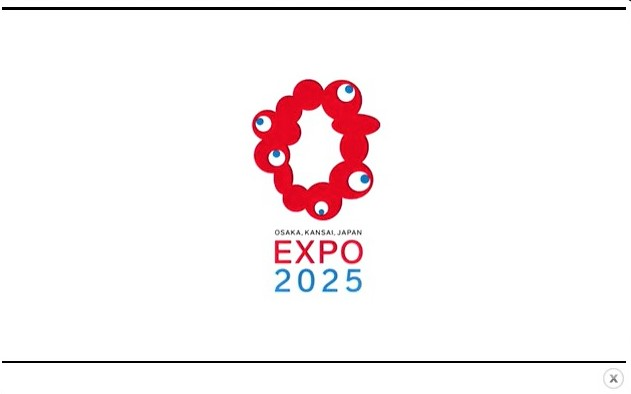 OSAKA, KANSAI, JAPAN
EXPO
2025